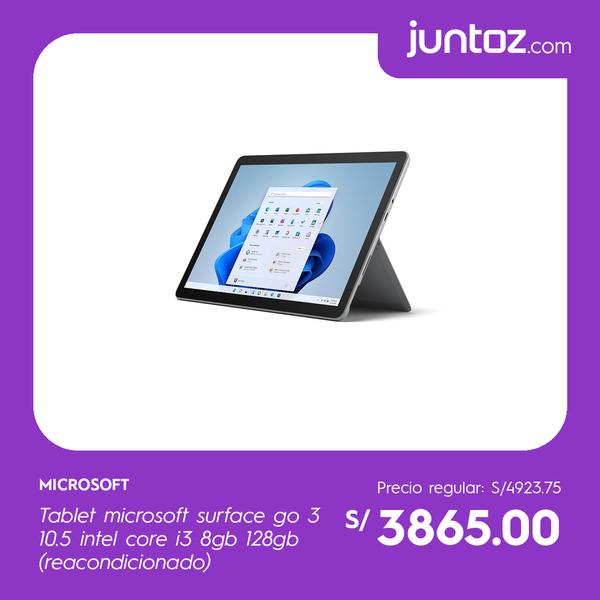 juntoz.com
MICROSOFT
Tablet microsoft surface go 3
10.5 intel core i3 8gb 128gb
(reacondicionado)
Precio regular: S/4923.75
S/ 3865.00